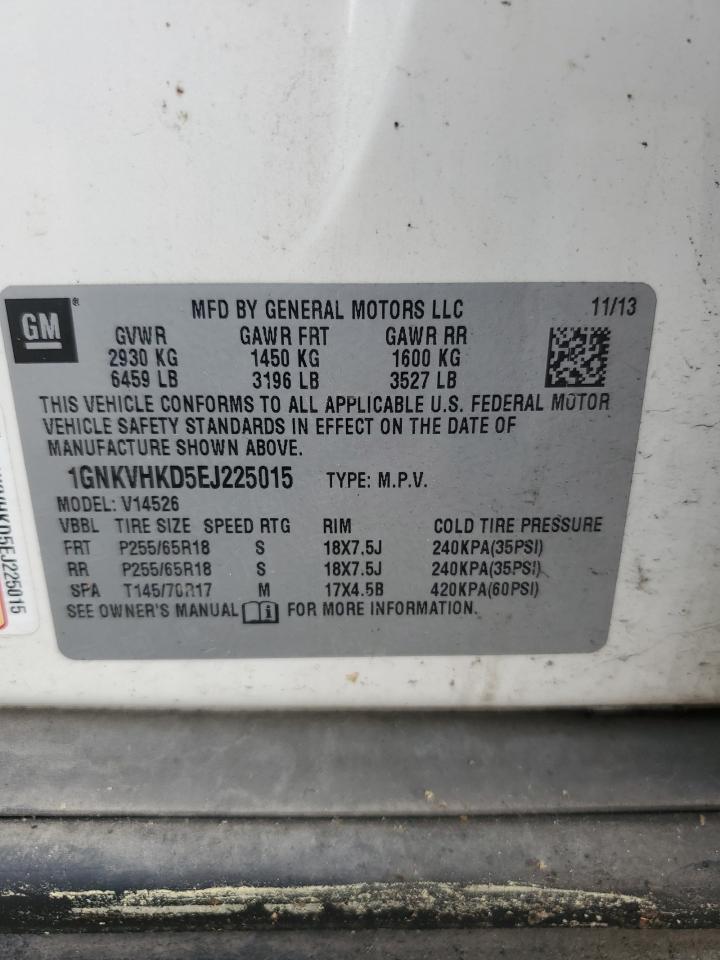 GM ®
MFD BY GENERAL MOTORS LLC 11/13
GVWR GAWR FRT GAWR RR
2930 KG 1450 KG 1600 KG
6459 LB 3196 LB 3527 LB
THIS VEHICLE CONFORMS TO ALL APPLICABLE U.S. FEDERAL MOTOR
VEHICLE SAFETY STANDARDS IN EFFECT ON THE DATE OF
MANUFACTURE SHOWN ABOVE.
1GNKVHKD5EJ225015 TYPE: M.P.V.
MODEL: V14526
VBBL TIRE SIZE SPEED RTG RIM COLD TIRE PRESSURE
FRT P255/65R18 S 18X7.5J 240KPA(35PSI)
RR P255/65R18 S 18X7.5J 240KPA(35PSI)
SPA T145/70R17 M 17X4.5B 420KPA(60PSI)
SEE OWNER'S MANUAL FOR MORE INFORMATION.
KVHKD5EJ225015